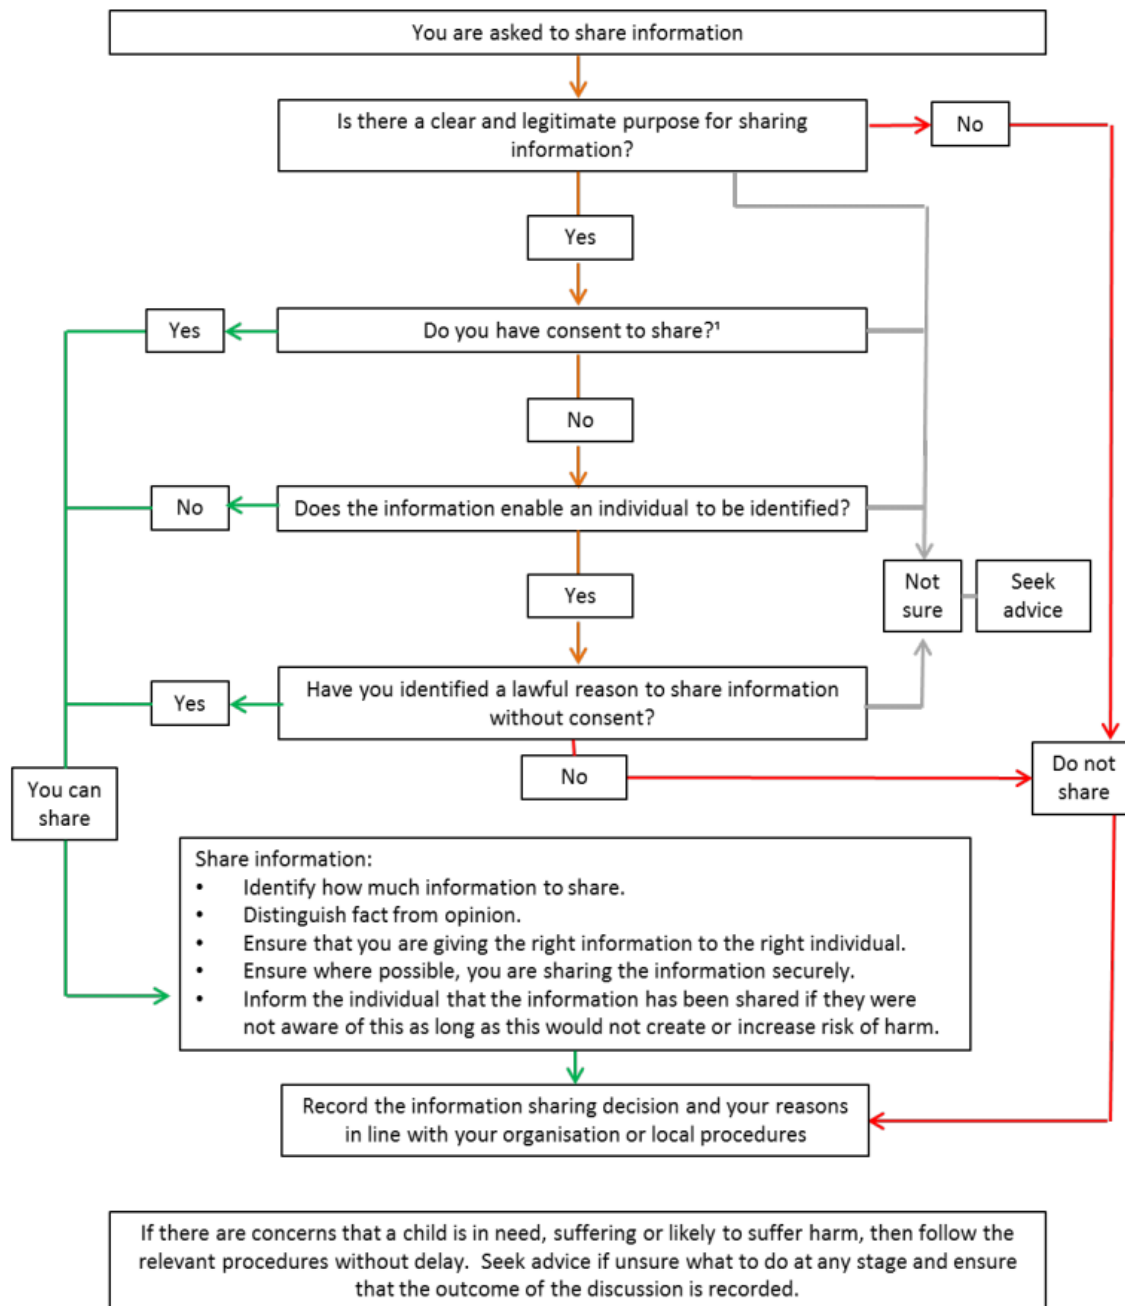 You are asked to share information
Is there a clear and legitimate purpose for sharing
information?
No
Yes
Yes
Do you have consent to share?¹
No
No
Does the information enable an individual to be identified?
Yes
Not
sure
Seek
advice
Yes
Have you identified a lawful reason to share information
without consent?
No
Do not
share
You can
share
Share information:
• Identify how much information to share.
• Distinguish fact from opinion.
• Ensure that you are giving the right information to the right individual.
• Ensure where possible, you are sharing the information securely.
• Inform the individual that the information has been shared if they were
not aware of this as long as this would not create or increase risk of harm.
Record the information sharing decision and your reasons
in line with your organisation or local procedures
If there are concerns that a child is in need, suffering or likely to suffer harm, then follow the
relevant procedures without delay.  Seek advice if unsure what to do at any stage and ensure
that the outcome of the discussion is recorded.